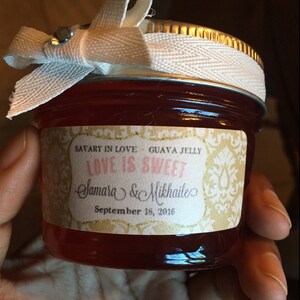 SAVARY IN LOVE - GUAVA JELLY
LOVE IS SWEET
Samara & Mikhaile
September 18, 2016